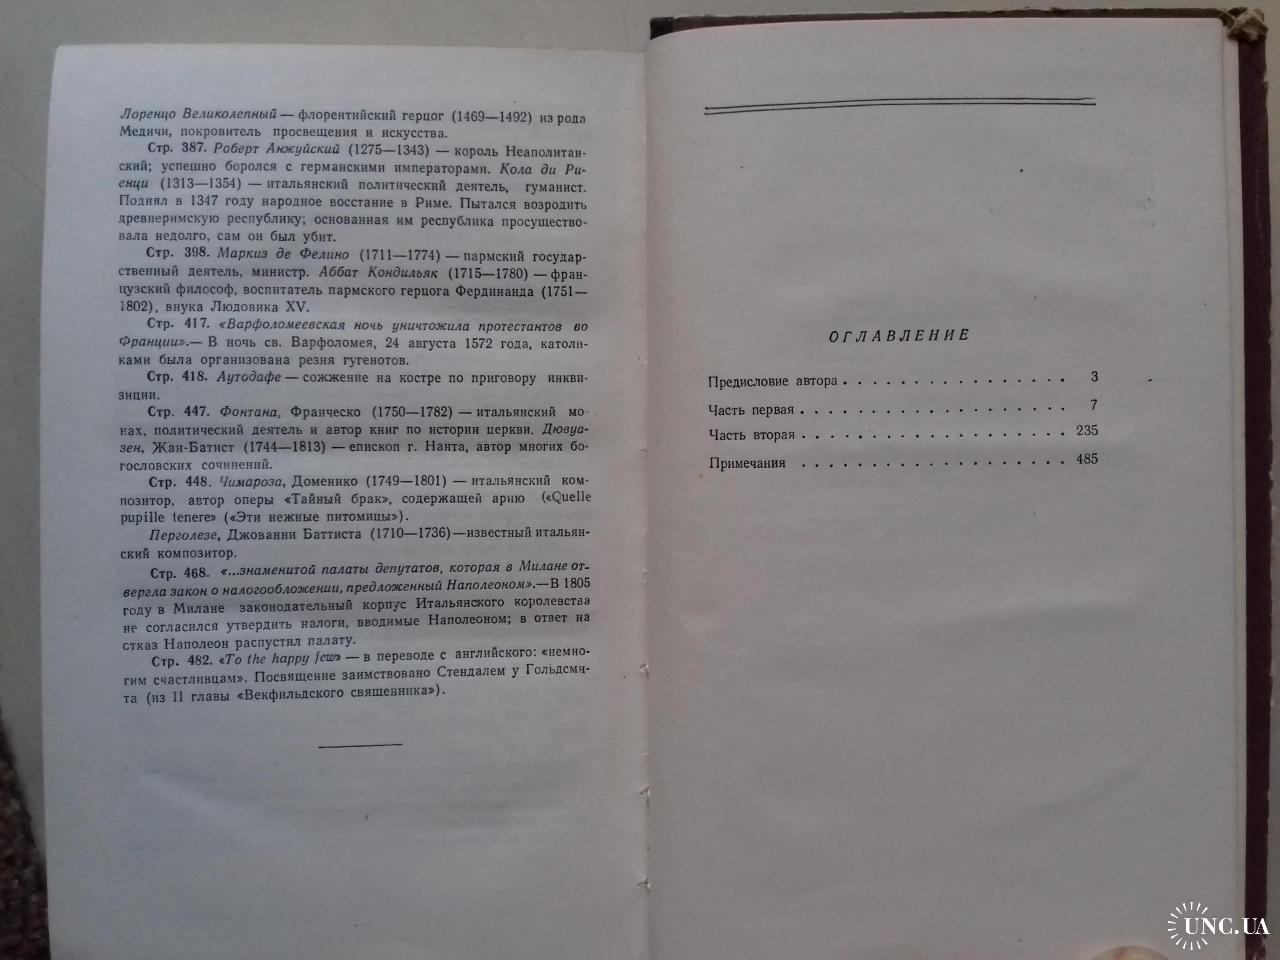 Лоренцо Великолепный — флорентийский герцог (1469—1492) из рода
Медичи, покровитель просвещения и искусства.
Стр. 387. Роберт Анжуйский (1275—1343) — король Неаполитан-
ский; успешно боролся с германскими императорами. Кола ди Ри-
енци (1313—1354) — итальянский политический деятель, гуманист.
Поднял в 1347 году народное восстание в Риме. Пытался возродить
древнеримскую республику; основанная им республика просущество-
вала недолго, сам он был убит.
Стр. 398. Маркиз де Фелино (1711—1774) — пармский государ-
ственный деятель, министр. Аббат Кондильяк (1715—1780) — фран-
цузский философ, воспитатель пармского герцога Фердинанда (1751—
1802), внука Людовика XV.
Стр. 417. «Варфоломеевская ночь уничтожила протестантов во
Франции».— В ночь св. Варфоломея, 24 августа 1572 года, католи-
ками была организована резня гугенотов.
Стр. 418. Аутодафе — сожжение на костре по приговору инкви-
зиции.
Стр. 447. Фонтана, Франческо (1750—1782) — итальянский мо-
нах, политический деятель и автор книг по истории церкви. Дювуа-
зен, Жан-Батист (1744—1813) — епископ г. Нанта, автор многих бо-
гословских сочинений.
Стр. 448. Чимароза, Доменико (1749—1801) — итальянский ком-
позитор, автор оперы «Тайный брак», содержащей арию («Quelle
pupille tenere» («Эти нежные питомицы»).
Перголезе, Джованни Баттиста (1710—1736)—известный итальян-
ский композитор.
Стр. 468. «...знаменитой палаты депутатов, которая в Милане от-
вергла закон о налогообложении, предложенный Наполеоном».—В 1805
году в Милане законодательный корпус Итальянского королевства
не согласился утвердить налоги, вводимые Наполеоном; в ответ на
отказ Наполеон распустил палату.
Стр. 482. «To the happy few» — в переводе с английского: «немно-
гим счастливцам». Посвящение заимствовано Стендалем у Гольдсми-
та (из II главы «Векфильдского священника»).
ОГЛАВЛЕНИЕ
Предисловие автора . . . . . . . . . . . . . . . . 3
Часть первая . . . . . . . . . . . . . . . . . . . 7
Часть вторая . . . . . . . . . . . . . . . . . . . 235
Примечания . . . . . . . . . . . . . . . . . . . 485
UNC.UA